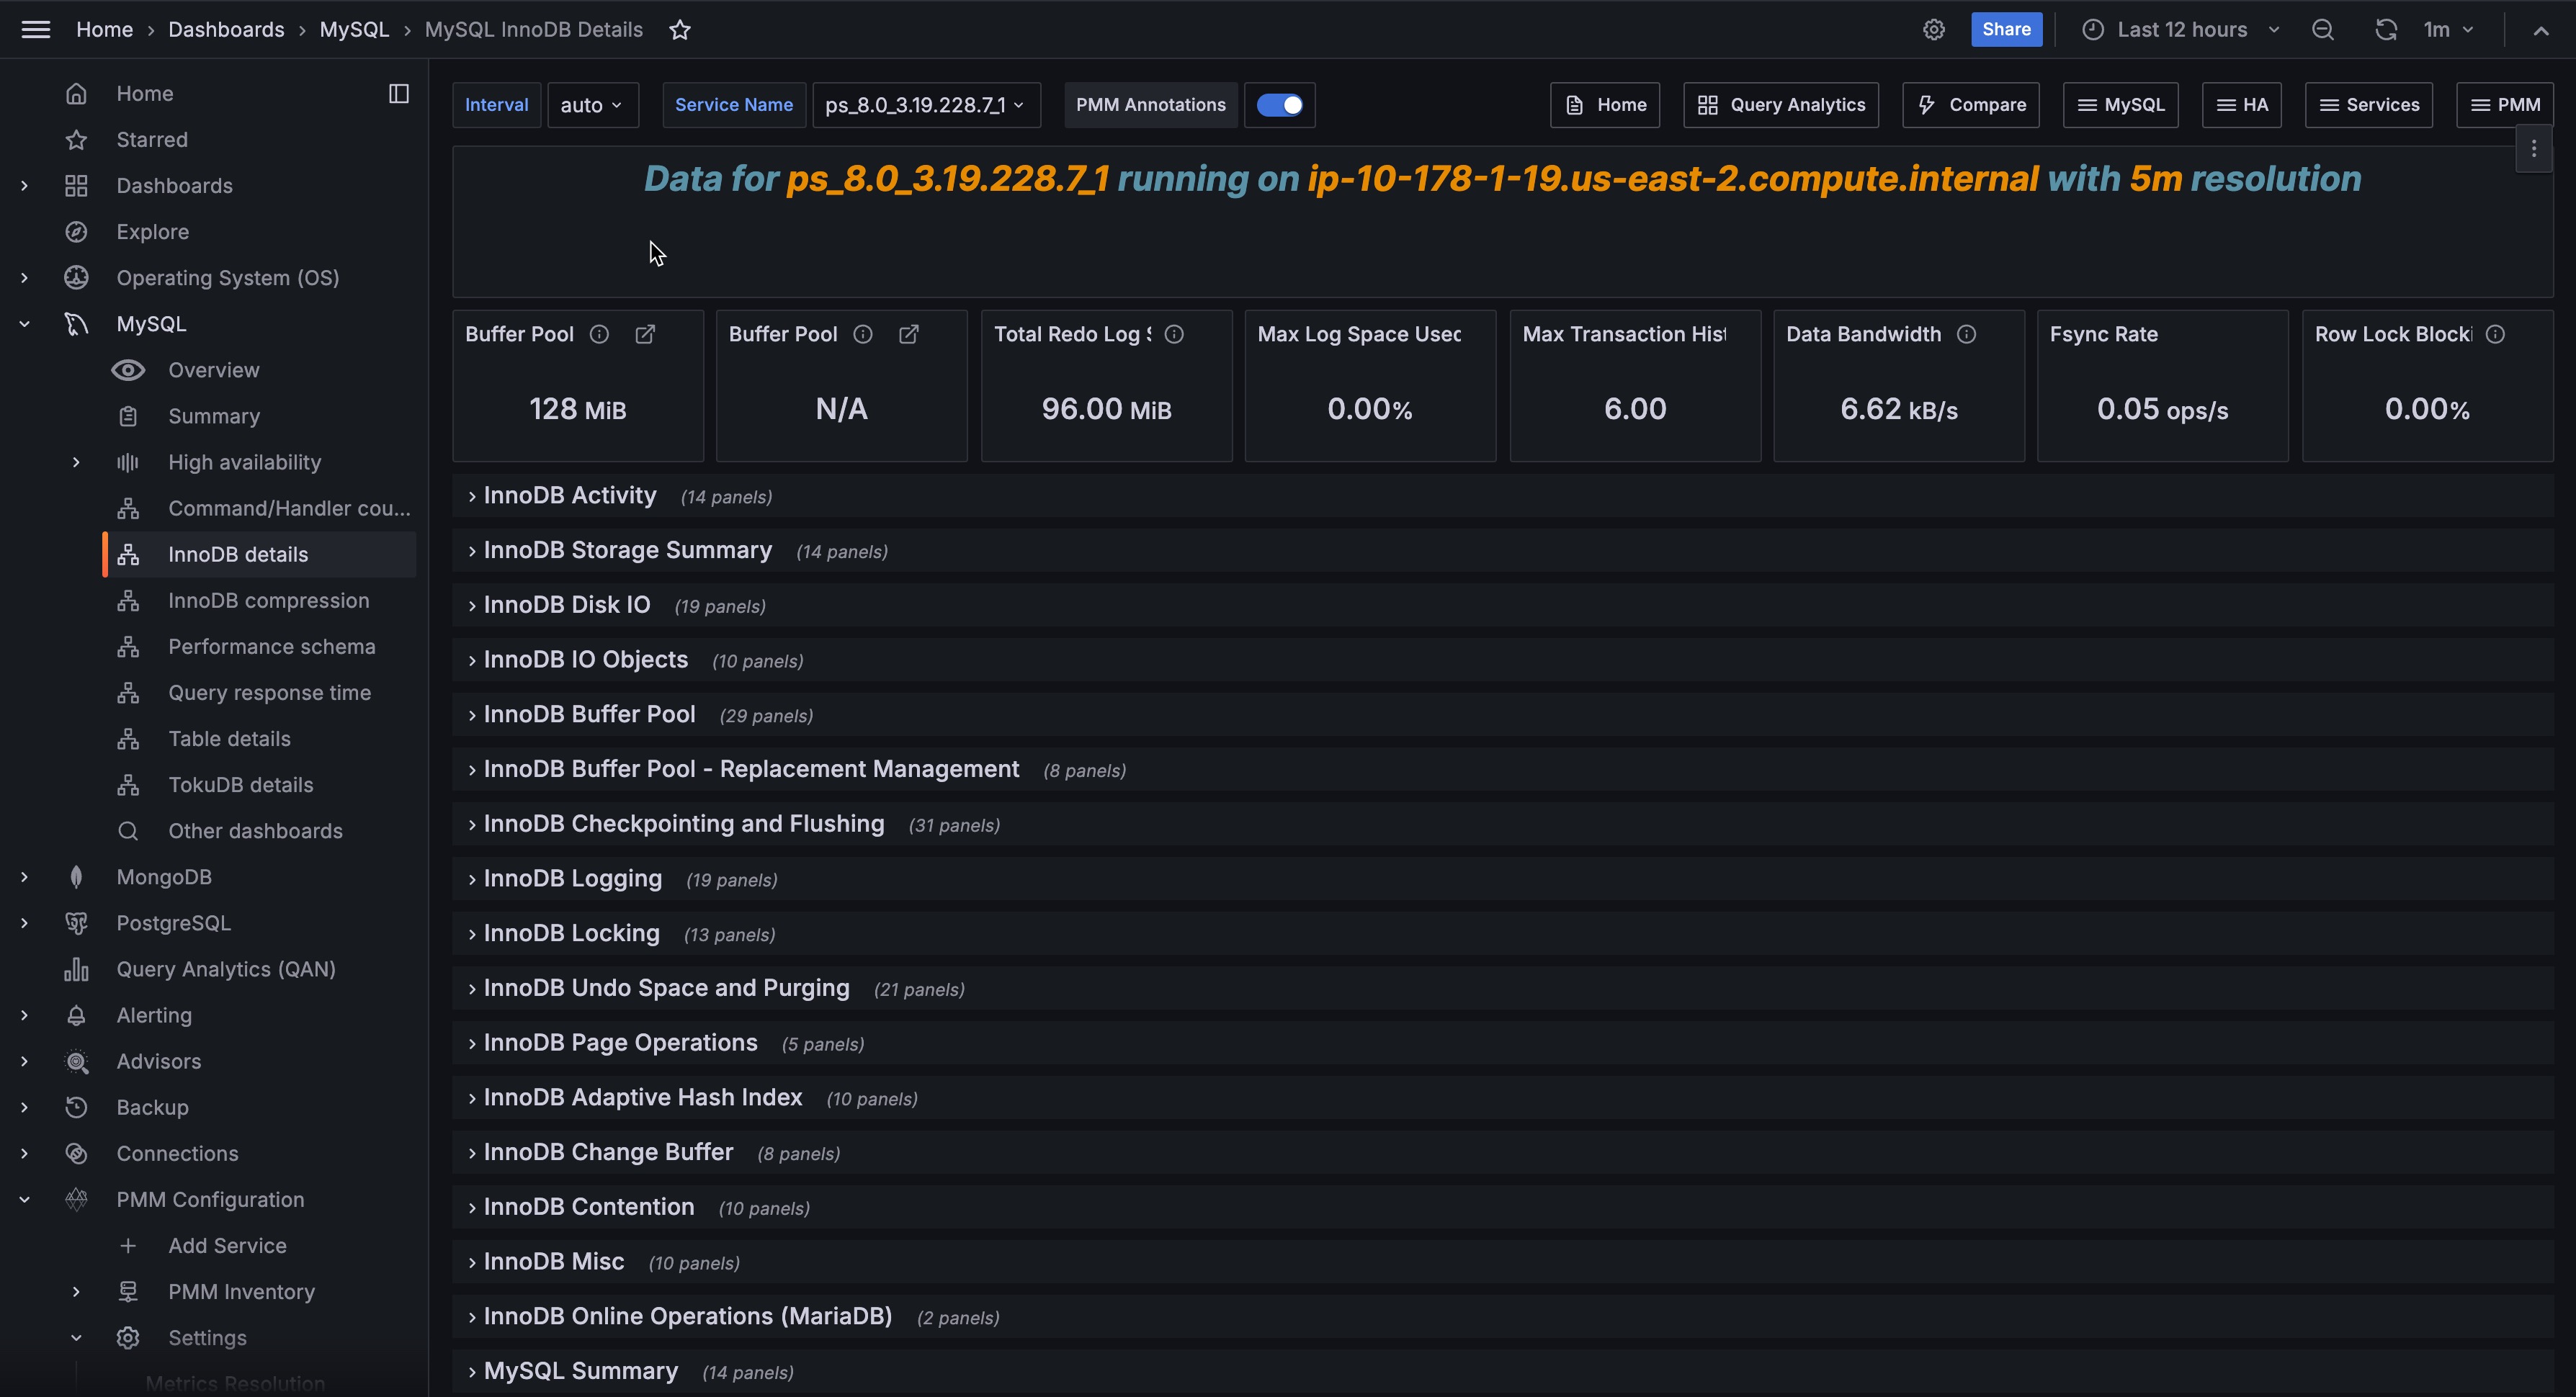 Home › Dashboards › MySQL › MySQL InnoDB Details
Share
Last 12 hours
1m
Home
Starred
Dashboards
Explore
Operating System (OS)
MySQL
Overview
Summary
High availability
Command/Handler cou...
InnoDB details
InnoDB compression
Performance schema
Query response time
Table details
TokuDB details
Other dashboards
MongoDB
PostgreSQL
Query Analytics (QAN)
Alerting
Advisors
Backup
Connections
PMM Configuration
Add Service
PMM Inventory
Settings
Metrics Resolution
Interval auto Service Name ps_8.0_3.19.228.7_1 PMM Annotations
Home Query Analytics Compare MySQL HA Services PMM
Data for ps_8.0_3.19.228.7_1 running on ip-10-178-1-19.us-east-2.compute.internal with 5m resolution
Buffer Pool
128 MiB
Buffer Pool
N/A
Total Redo Log S
96.00 MiB
Max Log Space Used
0.00%
Max Transaction Hist
6.00
Data Bandwidth
6.62 kB/s
Fsync Rate
0.05 ops/s
Row Lock Blocki
0.00%
InnoDB Activity (14 panels)
InnoDB Storage Summary (14 panels)
InnoDB Disk IO (19 panels)
InnoDB IO Objects (10 panels)
InnoDB Buffer Pool (29 panels)
InnoDB Buffer Pool - Replacement Management (8 panels)
InnoDB Checkpointing and Flushing (31 panels)
InnoDB Logging (19 panels)
InnoDB Locking (13 panels)
InnoDB Undo Space and Purging (21 panels)
InnoDB Page Operations (5 panels)
InnoDB Adaptive Hash Index (10 panels)
InnoDB Change Buffer (8 panels)
InnoDB Contention (10 panels)
InnoDB Misc (10 panels)
InnoDB Online Operations (MariaDB) (2 panels)
MySQL Summary (14 panels)